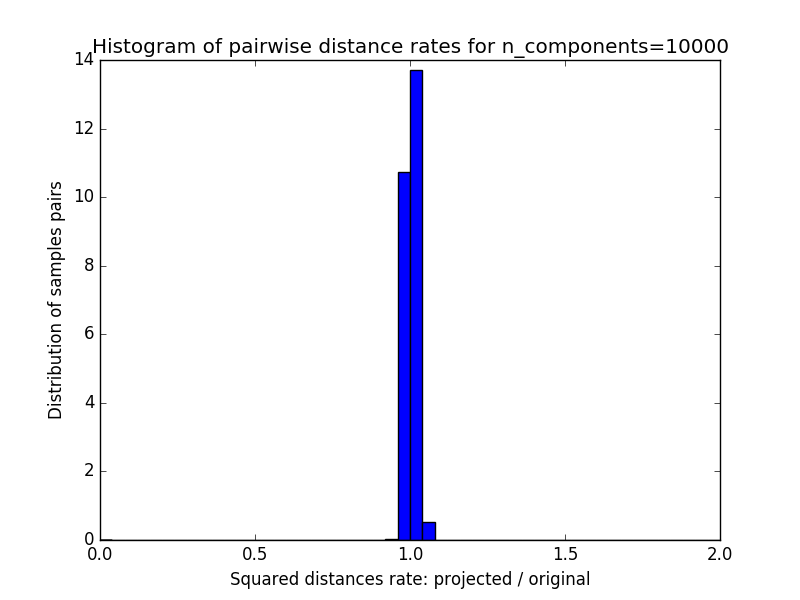 Histogram of pairwise distance rates for n_components=10000
14
12
10
8
6
4
2
0
Distribution of samples pairs
0.0 0.5 1.0 1.5 2.0
Squared distances rate: projected / original